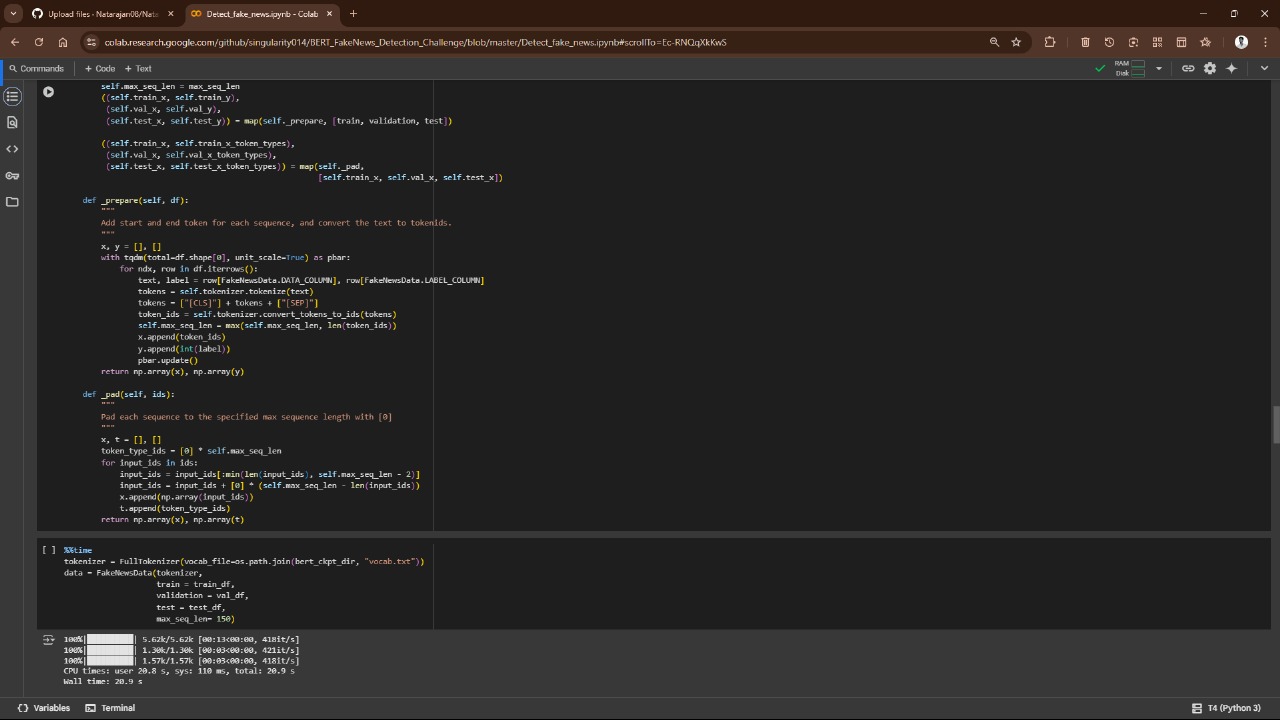 Upload files · Natarajan08/Nata
Detect_fake_news.ipynb - Colab
colab.research.google.com/github/singularity014/BERT_FakeNews_Detection_Challenge/blob/master/Detect_fake_news.ipynb#scrollTo=Ec-RNQqXkKwS
Commands + Code + Text
RAM
Disk
self.max_seq_len = max_seq_len
((self.train_x, self.train_y),
(self.val_x, self.val_y),
(self.test_x, self.test_y)) = map(self._prepare, [train, validation, test])
((self.train_x, self.train_x_token_types),
(self.val_x, self.val_x_token_types),
(self.test_x, self.test_x_token_types)) = map(self._pad,
[self.train_x, self.val_x, self.test_x])
def _prepare(self, df):
"""
Add start and end token for each sequence, and convert the text to tokenids.
"""
x, y = [], []
with tqdm(total=df.shape[0], unit_scale=True) as pbar:
for ndx, row in df.iterrows():
text, label = row[FakeNewsData.DATA_COLUMN], row[FakeNewsData.LABEL_COLUMN]
tokens = self.tokenizer.tokenize(text)
tokens = ["[CLS]"] + tokens + ["[SEP]"]
token_ids = self.tokenizer.convert_tokens_to_ids(tokens)
self.max_seq_len = max(self.max_seq_len, len(token_ids))
x.append(token_ids)
y.append(int(label))
pbar.update()
return np.array(x), np.array(y)
def _pad(self, ids):
"""
Pad each sequence to the specified max sequence length with [0]
"""
x, t = [], []
token_type_ids = [0] * self.max_seq_len
for input_ids in ids:
input_ids = input_ids[:min(len(input_ids), self.max_seq_len - 2)]
input_ids = input_ids + [0] * (self.max_seq_len - len(input_ids))
x.append(np.array(input_ids))
t.append(token_type_ids)
return np.array(x), np.array(t)
[ ] %%time
tokenizer = FullTokenizer(vocab_file=os.path.join(bert_ckpt_dir, "vocab.txt"))
data = FakeNewsData(tokenizer,
train = train_df,
validation = val_df,
test = test_df,
max_seq_len= 150)
100%|██████████| 5.62k/5.62k [00:13<00:00, 418it/s]
100%|██████████| 1.30k/1.30k [00:03<00:00, 421it/s]
100%|██████████| 1.57k/1.57k [00:03<00:00, 418it/s]
CPU times: user 20.8 s, sys: 110 ms, total: 20.9 s
Wall time: 20.9 s
Variables Terminal
T4 (Python 3)